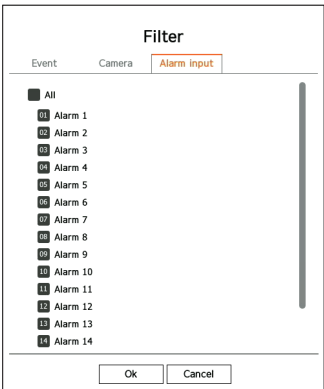 Filter
Event Camera Alarm input
All
01 Alarm 1
02 Alarm 2
03 Alarm 3
04 Alarm 4
05 Alarm 5
06 Alarm 6
07 Alarm 7
08 Alarm 8
09 Alarm 9
10 Alarm 10
11 Alarm 11
12 Alarm 12
13 Alarm 13
14 Alarm 14
Ok Cancel